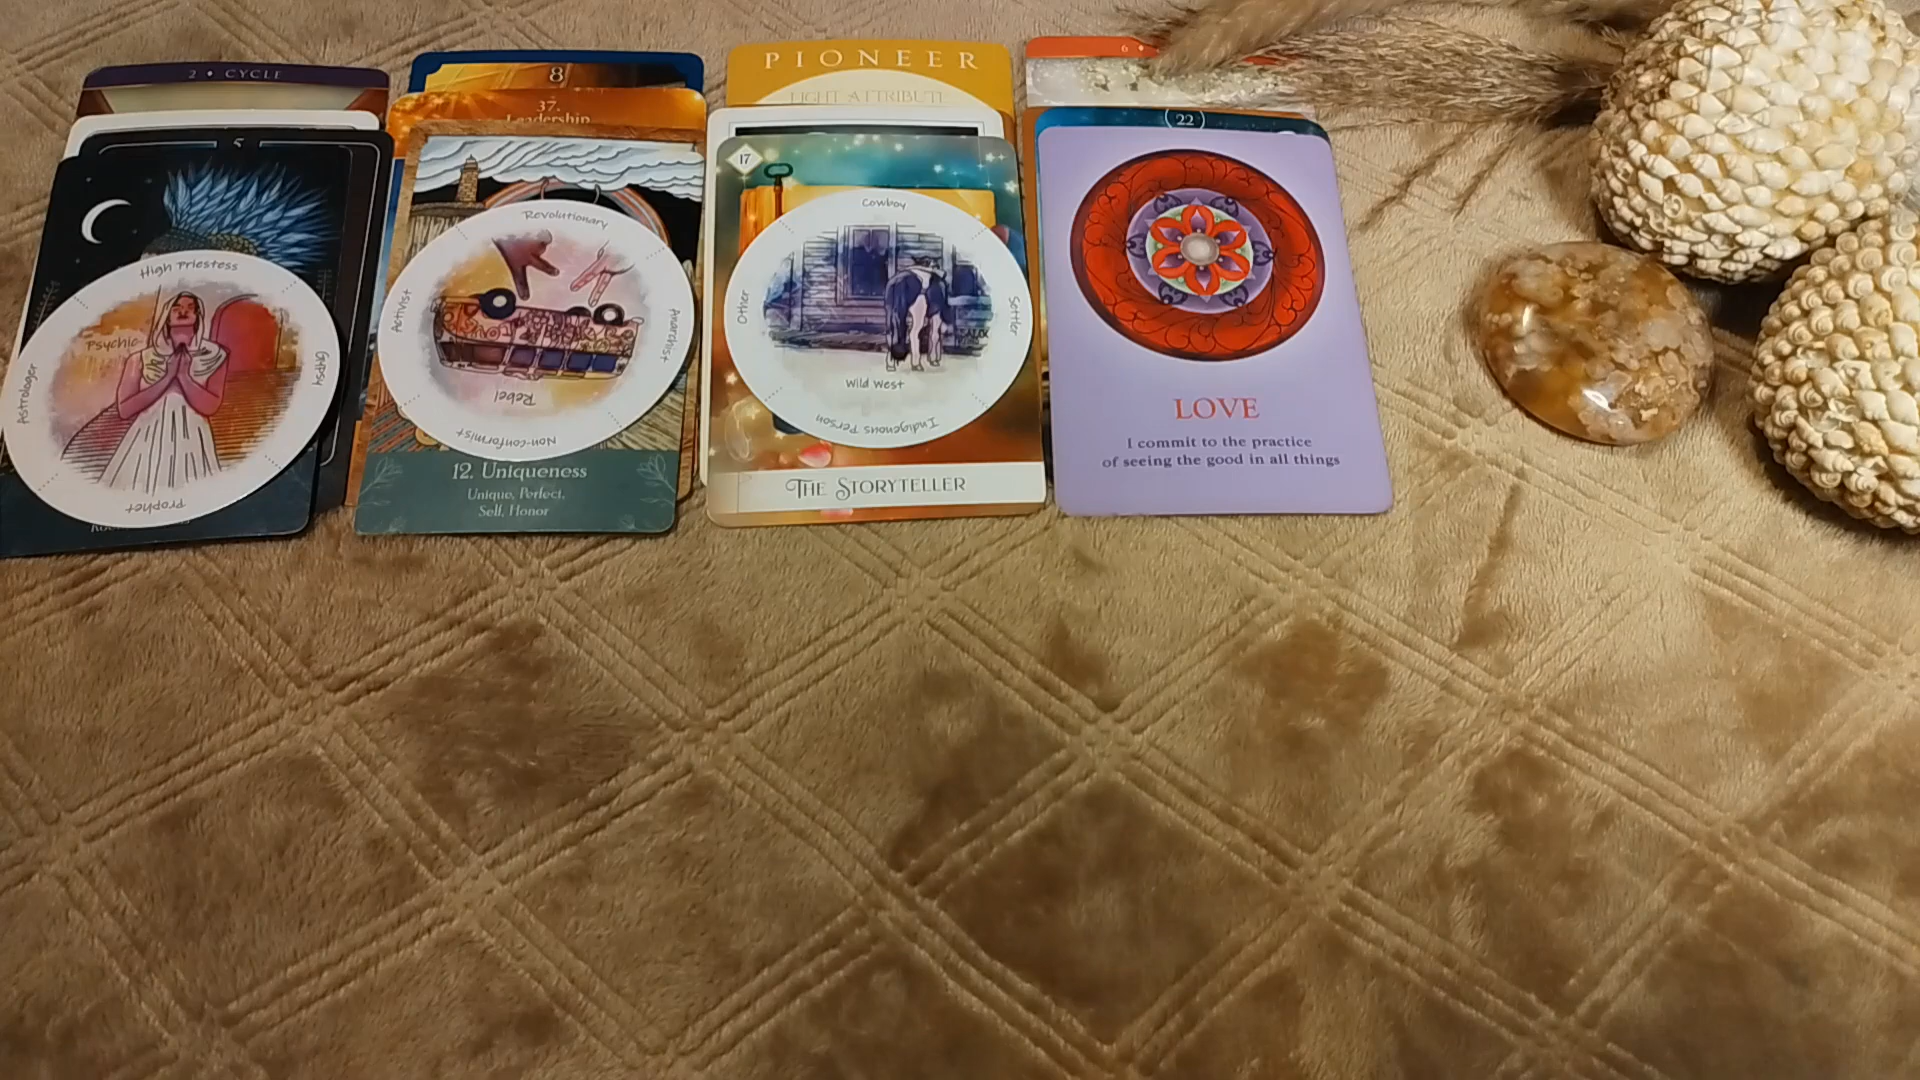 2 • CYCLE
5
High Priestess
Psychic
Astrologer
Gypsy
Prophet
8
37.
Leadership
Revolutionary
Activist
Anarchist
Rebel
Non-conformist
12. Uniqueness
Unique, Perfect,
Self, Honor
PIONEER
LIGHT ATTRIBUTE
17
Cowboy
Other
Settler
Wild West
Indigenous Person
THE STORYTELLER
6
22
LOVE
I commit to the practice
of seeing the good in all things